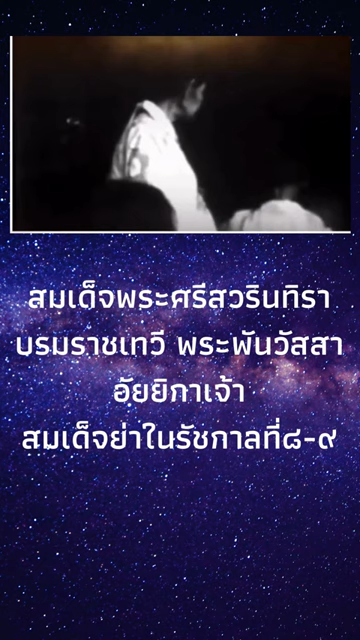 สมเด็จพระศรีสวรินทิรา
บรมราชเทวี พระพันวัสสา
อัยยิกาเจ้า
สมเด็จย่าในรัชกาลที่๘-๙